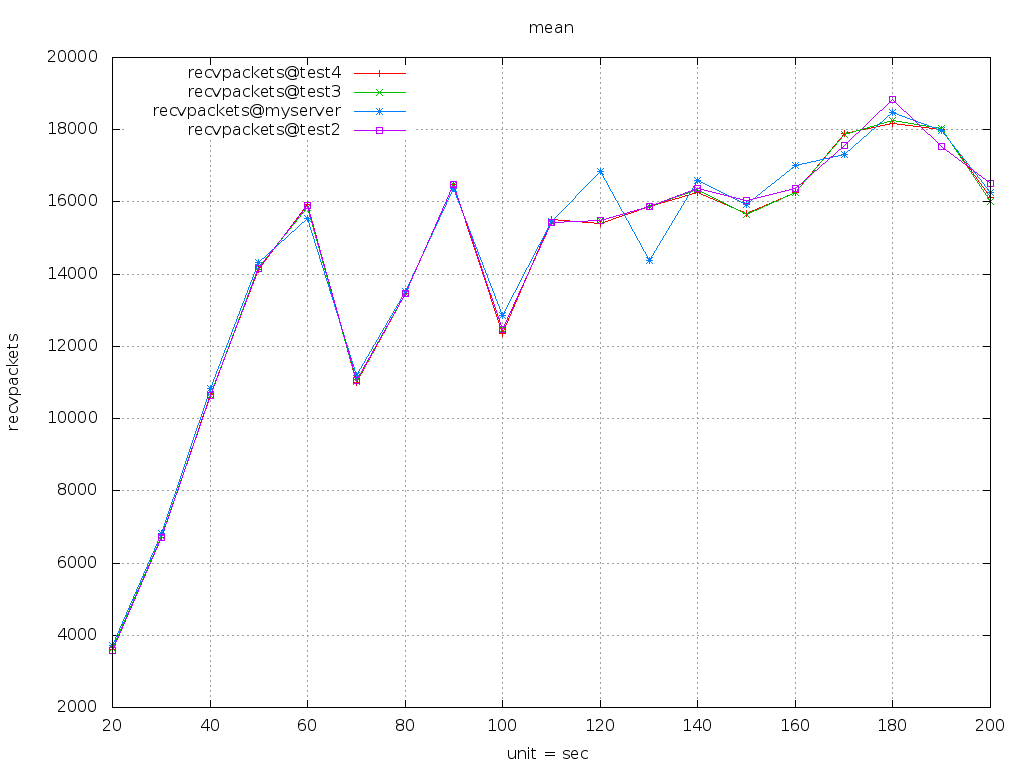 mean
20000
18000
16000
14000
12000
10000
8000
6000
4000
2000
recvpackets
recvpackets@test4
recvpackets@test3
recvpackets@myserver
recvpackets@test2
20 40 60 80 100 120 140 160 180 200
unit = sec